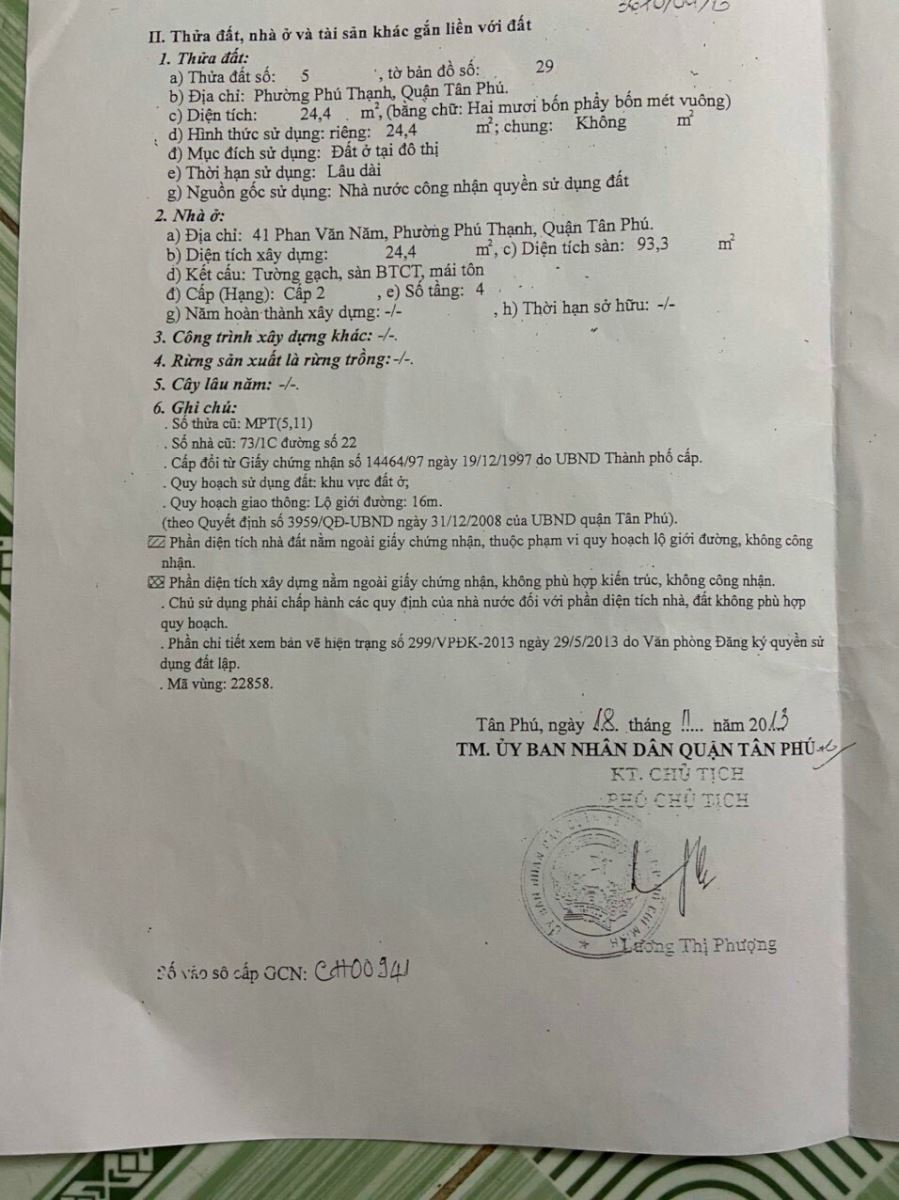 II. Thửa đất, nhà ở và tài sản khác gắn liền với đất
1. Thửa đất:
a) Thửa đất số: 5 , tờ bản đồ số: 29
b) Địa chỉ: Phường Phú Thạnh, Quận Tân Phú.
c) Diện tích: 24,4 m², (bằng chữ: Hai mươi bốn phẩy bốn mét vuông)
d) Hình thức sử dụng: riêng: 24,4 m²; chung: Không m²
đ) Mục đích sử dụng: Đất ở tại đô thị
e) Thời hạn sử dụng: Lâu dài
g) Nguồn gốc sử dụng: Nhà nước công nhận quyền sử dụng đất
2. Nhà ở:
a) Địa chỉ: 41 Phan Văn Năm, Phường Phú Thạnh, Quận Tân Phú.
b) Diện tích xây dựng: 24,4 m², c) Diện tích sàn: 93,3 m²
d) Kết cấu: Tường gạch, sàn BTCT, mái tôn
đ) Cấp (Hạng): Cấp 2 , e) Số tầng: 4
g) Năm hoàn thành xây dựng: -/- , h) Thời hạn sở hữu: -/-
3. Công trình xây dựng khác: -/-.
4. Rừng sản xuất là rừng trồng: -/-.
5. Cây lâu năm: -/-.
6. Ghi chú:
. Số thửa cũ: MPT(5,11)
. Số nhà cũ: 73/1C đường số 22
. Cấp đổi từ Giấy chứng nhận số 14464/97 ngày 19/12/1997 do UBND Thành phố cấp.
. Quy hoạch sử dụng đất: khu vực đất ở;
. Quy hoạch giao thông: Lộ giới đường: 16m.
(theo Quyết định số 3959/QĐ-UBND ngày 31/12/2008 của UBND quận Tân Phú).
Phần diện tích nhà đất nằm ngoài giấy chứng nhận, thuộc phạm vi quy hoạch lộ giới đường, không công
nhận.
Phần diện tích xây dựng nằm ngoài giấy chứng nhận, không phù hợp kiến trúc, không công nhận.
. Chủ sử dụng phải chấp hành các quy định của nhà nước đối với phần diện tích nhà, đất không phù hợp
quy hoạch.
. Phần chi tiết xem bản vẽ hiện trạng số 299/VPĐK-2013 ngày 29/5/2013 do Văn phòng Đăng ký quyền sử
dụng đất lập.
. Mã vùng: 22858.
Tân Phú, ngày 18. tháng 11.... năm 2013
TM. ỦY BAN NHÂN DÂN QUẬN TÂN PHÚ
KT. CHỦ TỊCH
PHÓ CHỦ TỊCH
Lương Thị Phượng
Số vào sổ cấp GCN: CH00941